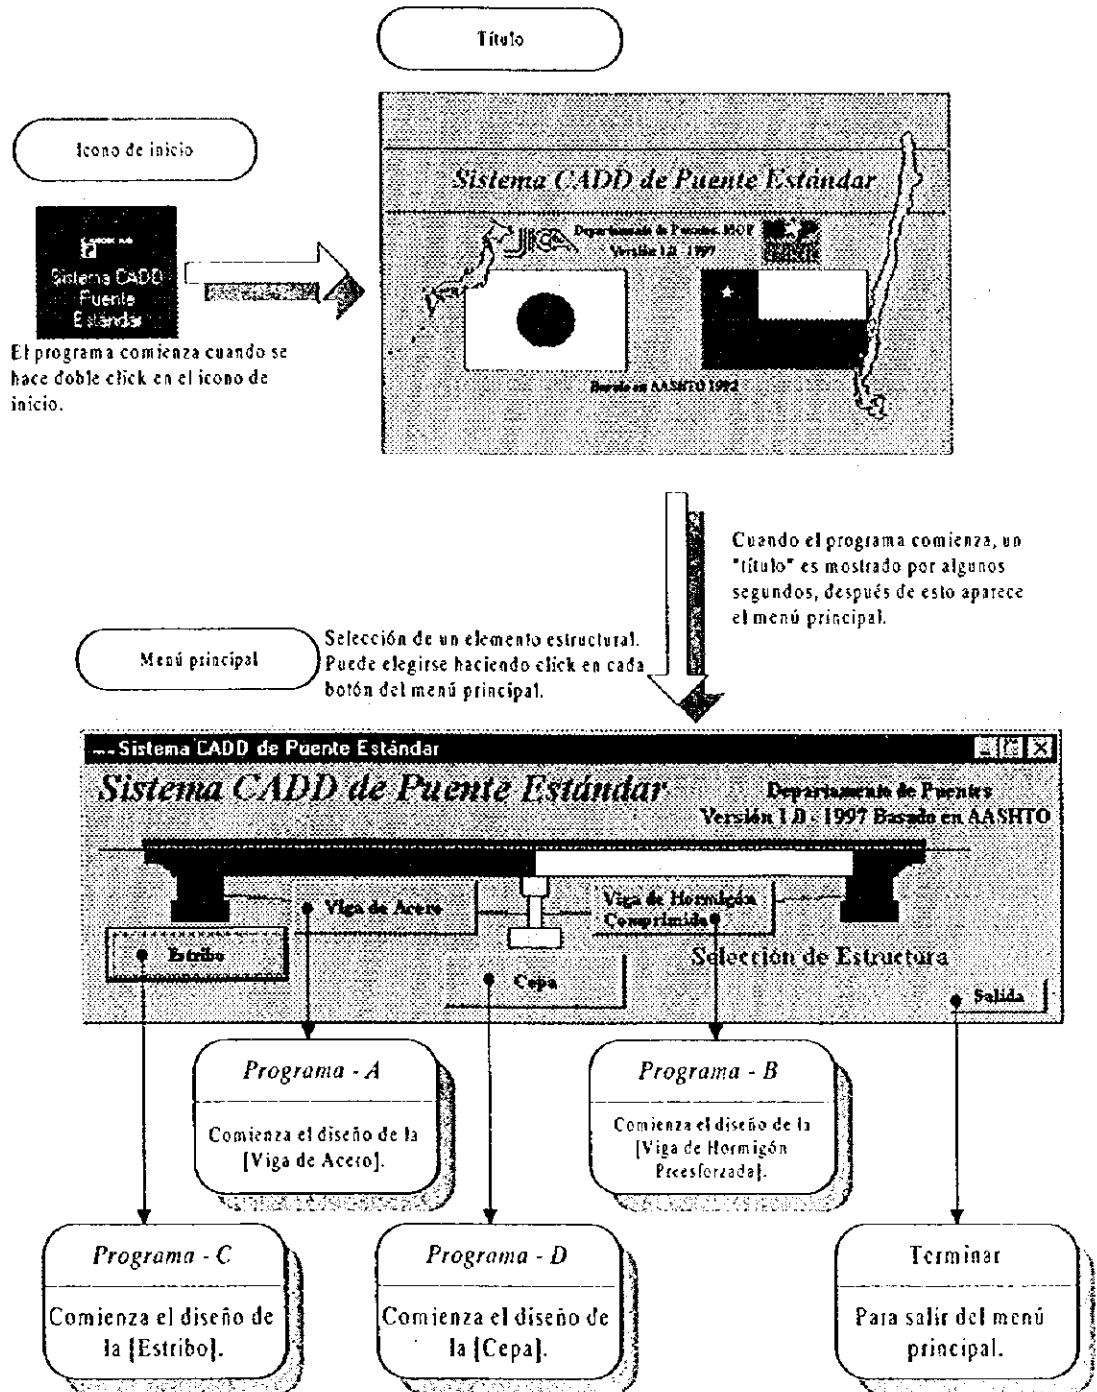 Título
Icono de inicio
Sistema CADD de Puente Estándar
JICA
Departamento de Puentes, MOP
Versión 1.0 - 1997
Sistema CADD
Puente
Estándar
El programa comienza cuando se
hace doble click en el icono de
inicio.
Basado en AASHTO 1992
Cuando el programa comienza, un
"título" es mostrado por algunos
segundos, después de esto aparece
el menú principal.
Menú principal
Selección de un elemento estructural.
Puede elegirse haciendo click en cada
botón del menú principal.
Sistema CADD de Puente Estándar
Sistema CADD de Puente Estándar
Departamento de Puentes
Versión 1.0 - 1997 Basado en AASHTO
Viga de Acero
Viga de Hormigón
Comprimido
Estribo
Selección de Estructura
Cepa
Salida
Programa - A
Comienza el diseño de la
[Viga de Acero].
Programa - B
Comienza el diseño de la
[Viga de Hormigón
Preesforzada].
Programa - C
Comienza el diseño de
la [Estribo].
Programa - D
Comienza el diseño de
la [Cepa].
Terminar
Para salir del menú
principal.